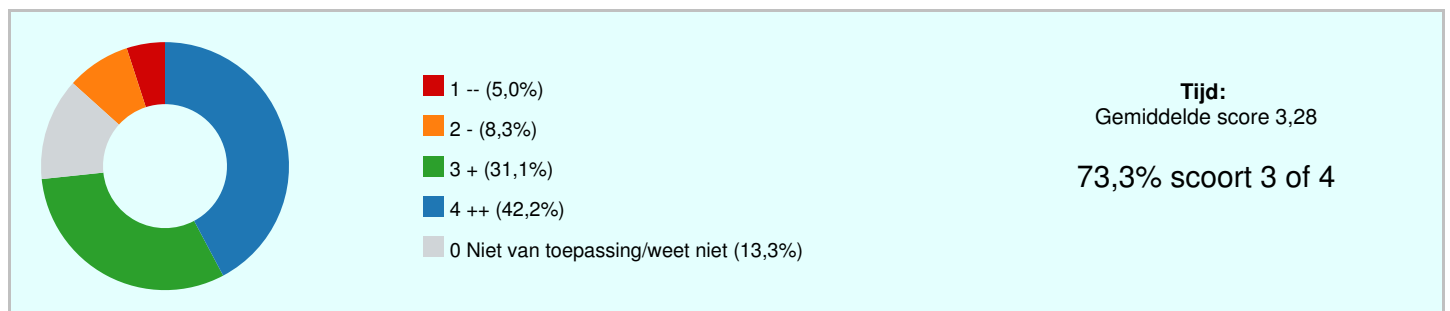 1 -- (5,0%)
2 - (8,3%)
3 + (31,1%)
4 ++ (42,2%)
0 Niet van toepassing/weet niet (13,3%)
Tijd:
Gemiddelde score 3,28
73,3% scoort 3 of 4